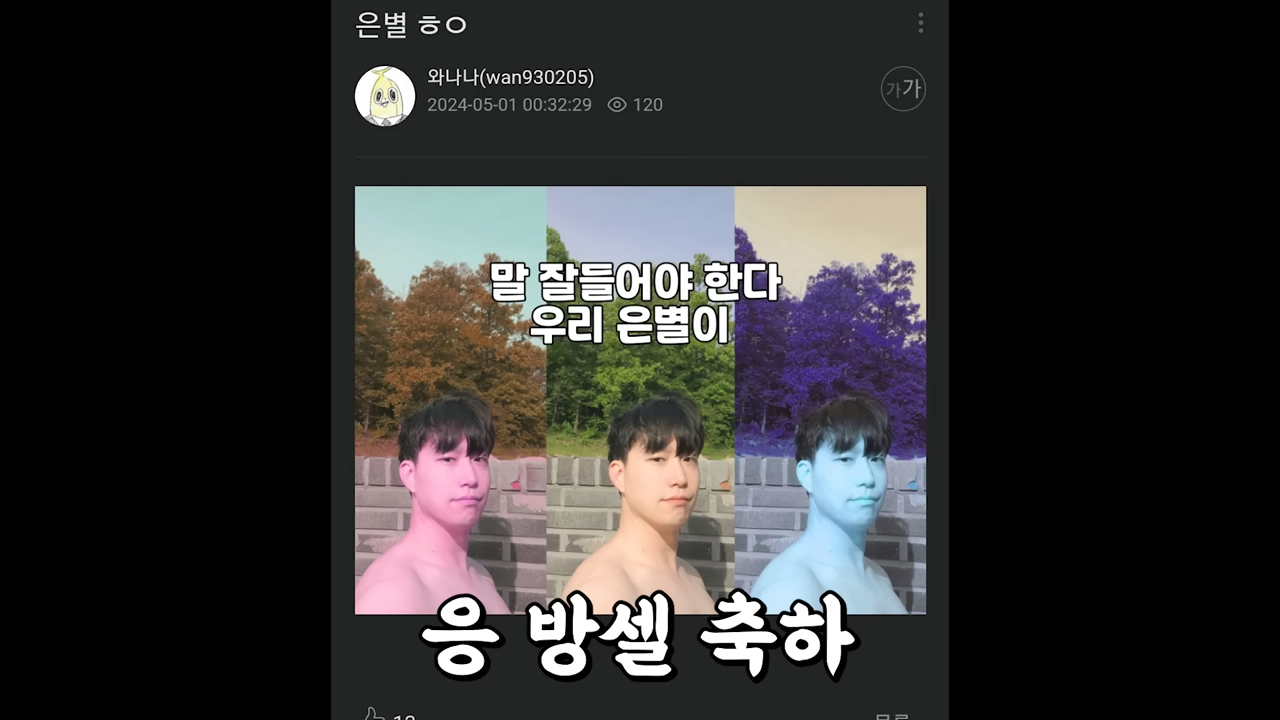 은별 ㅎㅇ
와나나(wan930205)
2024-05-01 00:32:29 120
가가
말 잘들어야 한다
우리 은별이
응 방셀 축하